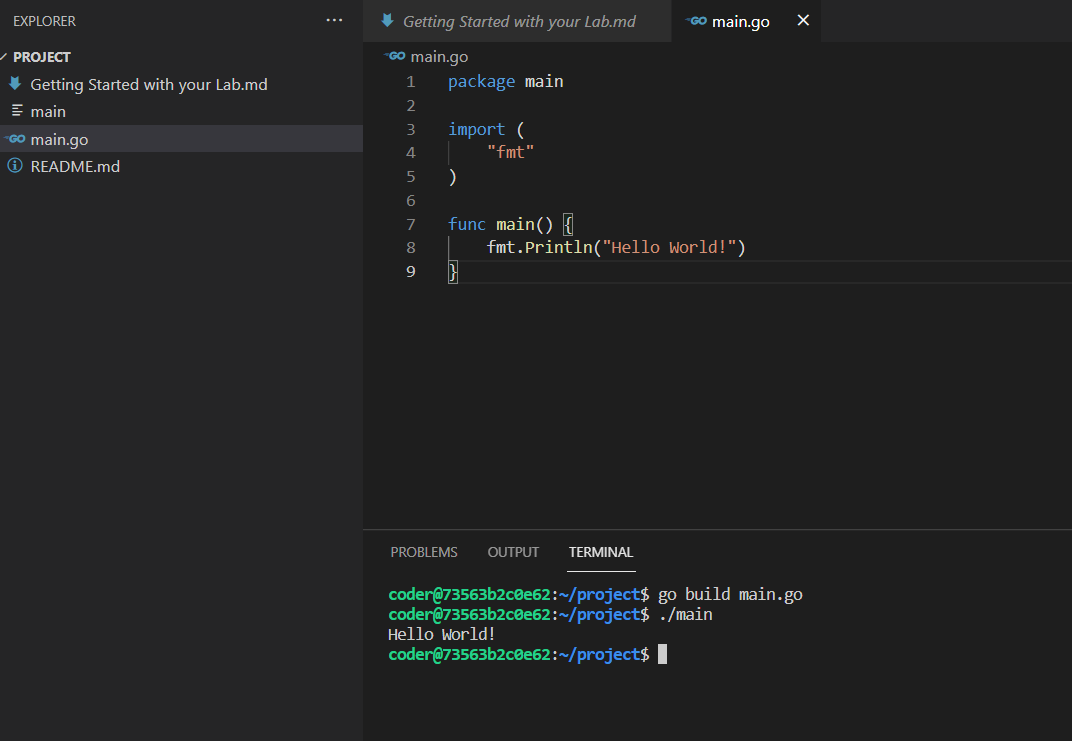 EXPLORER ···
PROJECT
Getting Started with your Lab.md
main
GO main.go
README.md
Getting Started with your Lab.md GO main.go
GO main.go
1 package main
2
3 import (
4     "fmt"
5 )
6
7 func main() {
8     fmt.Println("Hello World!")
9 }
PROBLEMS OUTPUT TERMINAL
coder@73563b2c0e62:~/project$ go build main.go
coder@73563b2c0e62:~/project$ ./main
Hello World!
coder@73563b2c0e62:~/project$